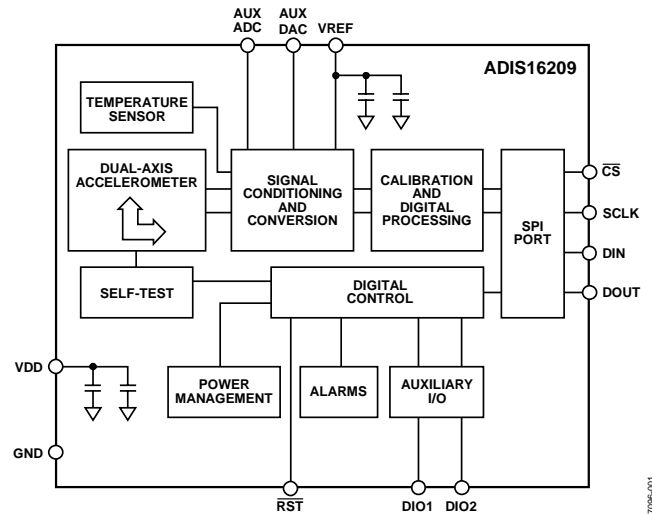 AUX
ADC
AUX
DAC
VREF
ADIS16209
TEMPERATURE
SENSOR
DUAL-AXIS
ACCELEROMETER
SIGNAL
CONDITIONING
AND
CONVERSION
CALIBRATION
AND
DIGITAL
PROCESSING
SPI
PORT
CS
SCLK
DIN
DOUT
SELF-TEST
DIGITAL
CONTROL
VDD
POWER
MANAGEMENT
ALARMS
AUXILIARY
I/O
GND
RST
DIO1
DIO2
7096-001